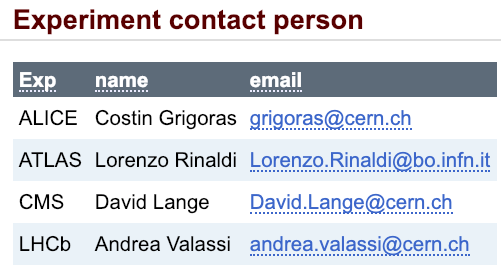 Experiment contact person
Exp name email
ALICE Costin Grigoras grigoras@cern.ch
ATLAS Lorenzo Rinaldi Lorenzo.Rinaldi@bo.infn.it
CMS David Lange David.Lange@cern.ch
LHCb Andrea Valassi andrea.valassi@cern.ch